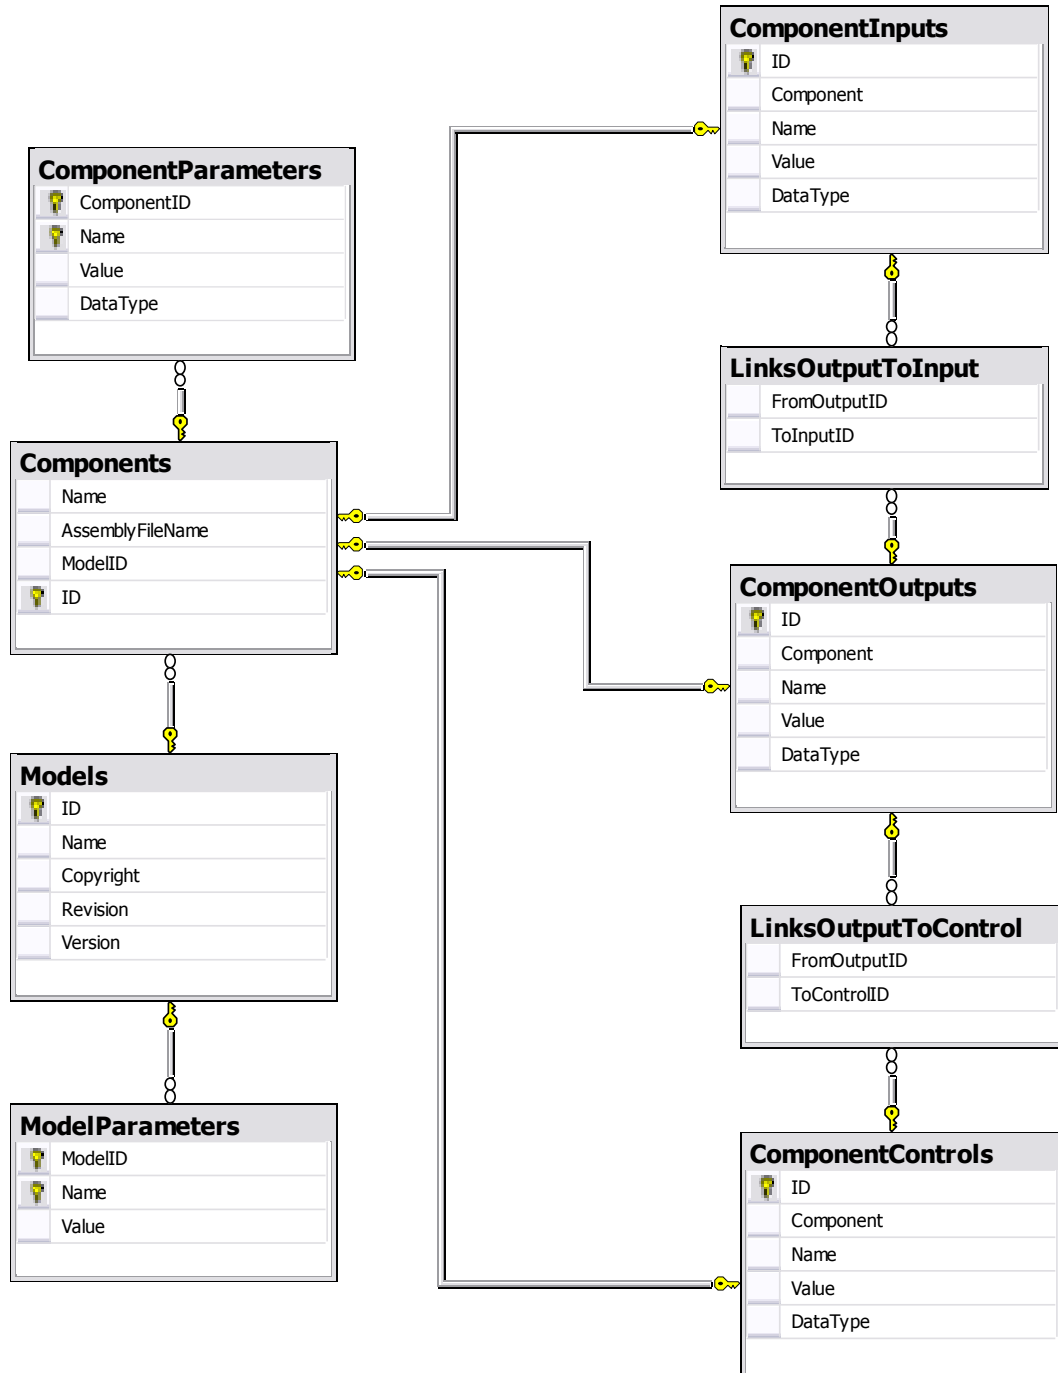 ComponentParameters
ComponentID
Name
Value
DataType
Components
Name
AssemblyFileName
ModelID
ID
Models
ID
Name
Copyright
Revision
Version
ModelParameters
ModelID
Name
Value
ComponentInputs
ID
Component
Name
Value
DataType
LinksOutputToInput
FromOutputID
ToInputID
ComponentOutputs
ID
Component
Name
Value
DataType
LinksOutputToControl
FromOutputID
ToControlID
ComponentControls
ID
Component
Name
Value
DataType